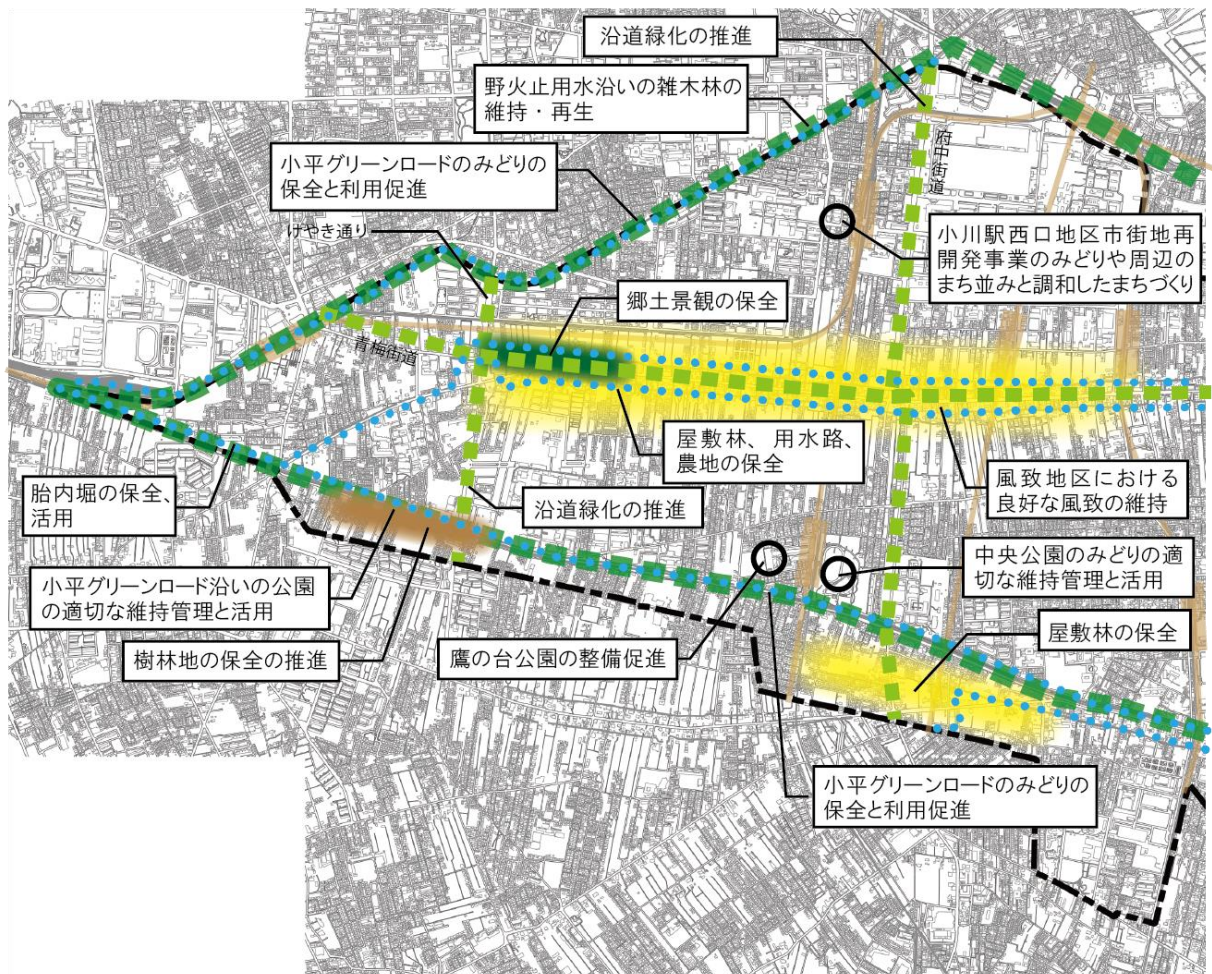 沿道緑化の推進
野火止用水沿いの雑木林の
維持・再生
府中街道
小平グリーンロードのみどりの
保全と利用促進
けやき通り
小川駅西口地区市街地再
開発事業のみどりや周辺の
まち並みと調和したまちづくり
郷土景観の保全
青梅街道
屋敷林、用水路、
農地の保全
風致地区における
良好な風致の維持
胎内堀の保全、
活用
沿道緑化の推進
中央公園のみどりの適
切な維持管理と活用
小平グリーンロード沿いの公園
の適切な維持管理と活用
屋敷林の保全
樹林地の保全の推進
鷹の台公園の整備促進
小平グリーンロードのみどりの
保全と利用促進